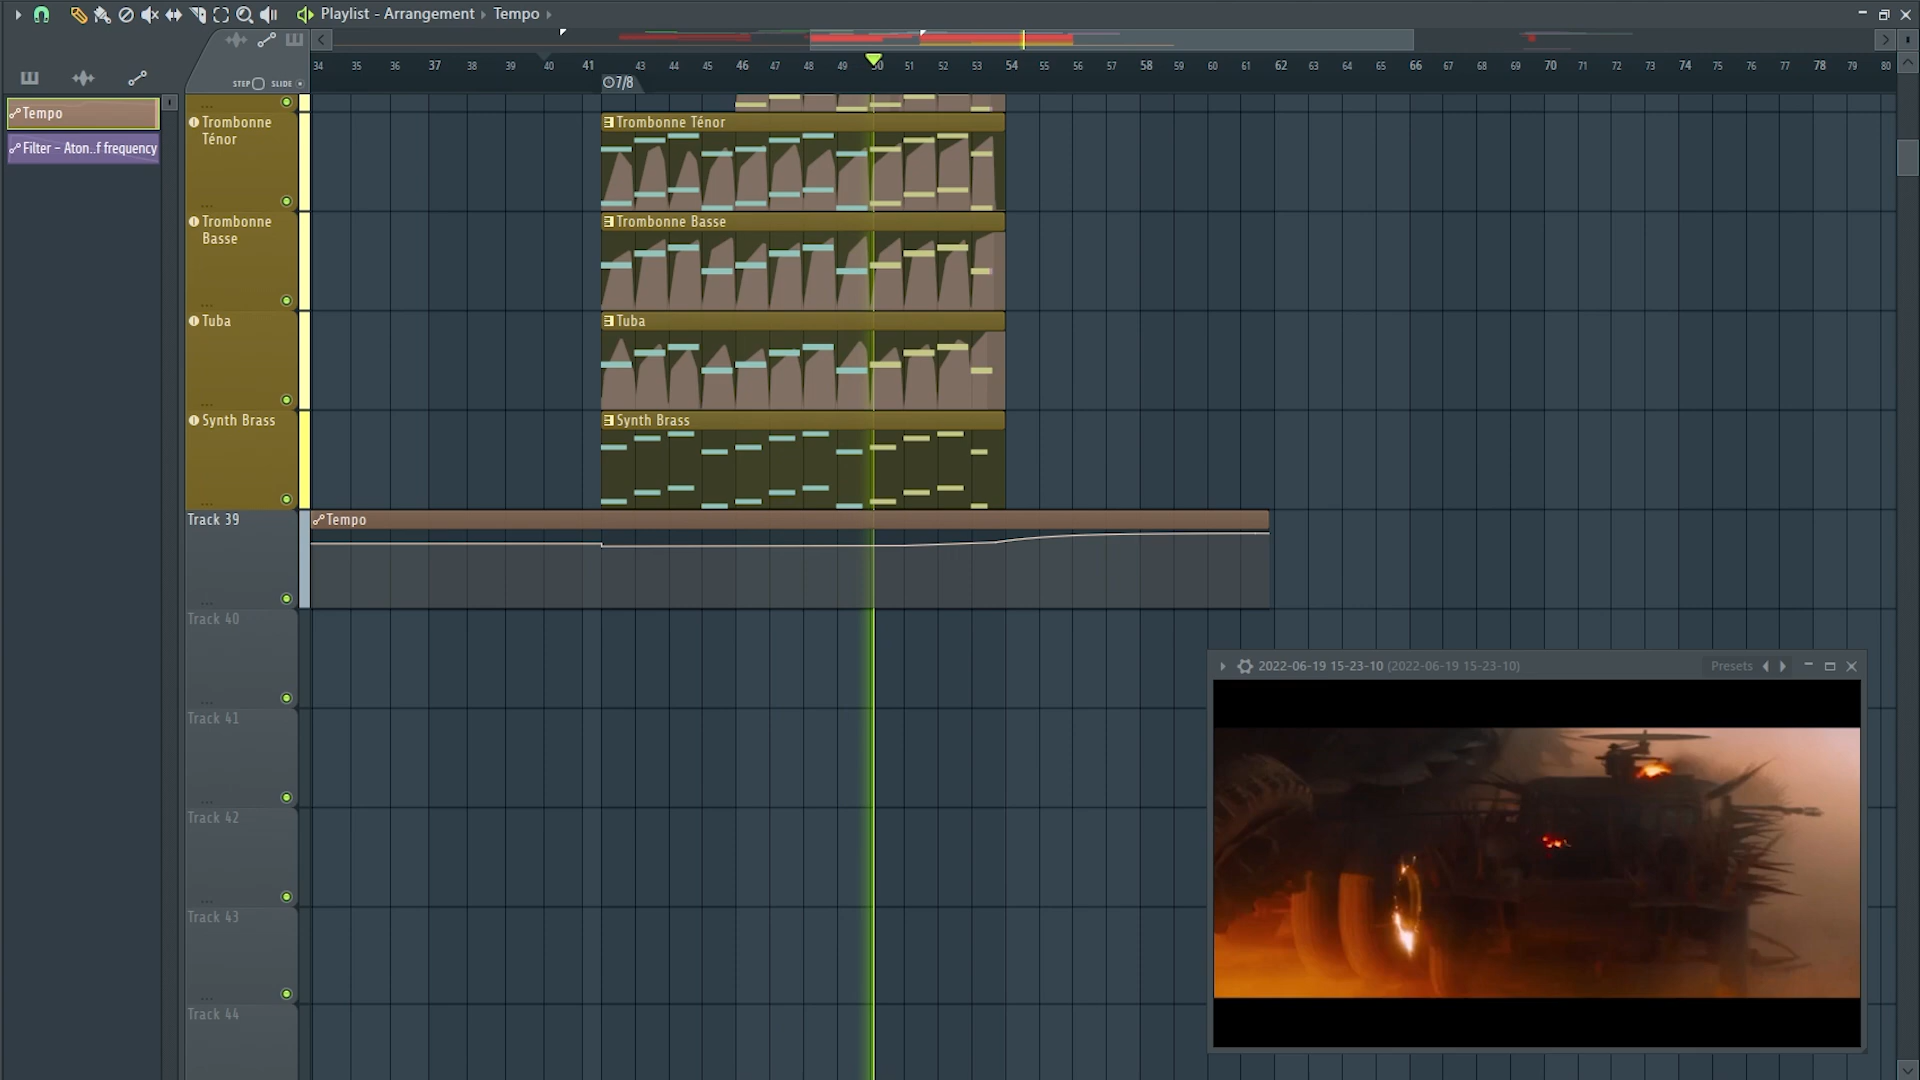 Playlist - Arrangement › Tempo ›
STEP SLIDE
34 35 36 37 38 39 40 41 43 44 45 46 47 48 49 50 51 52 53 54 55 56 57 58 59 60 61 62 63 64 65 66 67 68 69 70 71 72 73 74 75 76 77 78 79 80
7/8
Tempo
Filter - Aton..f frequency
Trombonne
Ténor
Trombonne Ténor
Trombonne
Basse
Trombonne Basse
Tuba
Tuba
Synth Brass
Synth Brass
Track 39
Tempo
Track 40
Track 41
Track 42
Track 43
Track 44
2022-06-19 15-23-10 (2022-06-19 15-23-10)
Presets